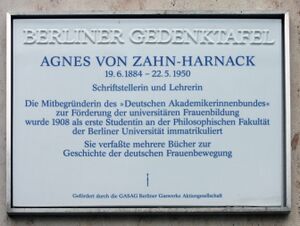 BERLINER GEDENKTAFEL
AGNES VON ZAHN-HARNACK
19. 6. 1884 – 22. 5. 1950
Schriftstellerin und Lehrerin
Die Mitbegründerin des »Deutschen Akademikerinnenbundes«
zur Förderung der universitären Frauenbildung
wurde 1908 als erste Studentin an der Philosophischen Fakultät
der Berliner Universität immatrikuliert
Sie verfaßte mehrere Bücher zur
Geschichte der deutschen Frauenbewegung
Gefördert durch die GASAG Berliner Gaswerke Aktiengesellschaft